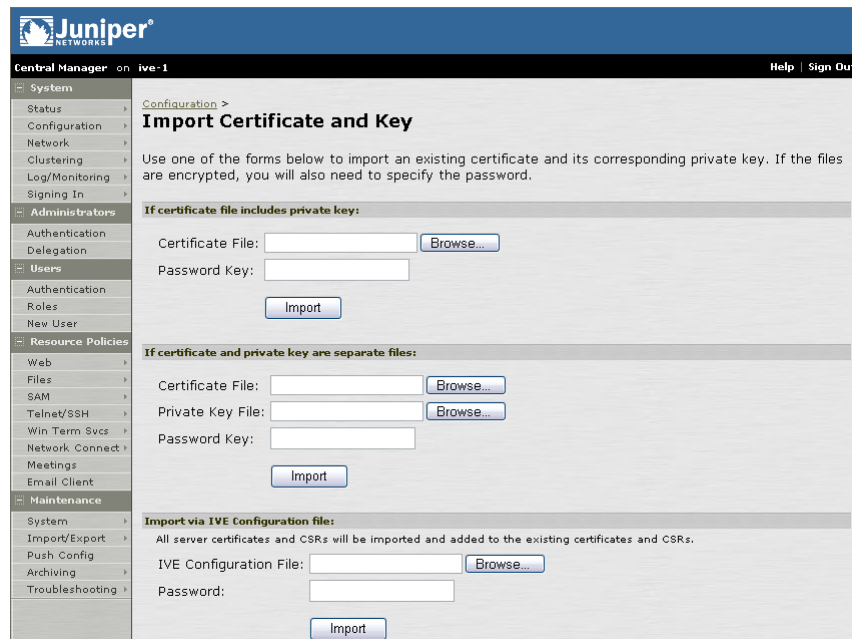 Juniper®
NETWORKS
Central Manager on ive-1
Help | Sign Ou
System
Status
Configuration
Network
Clustering
Log/Monitoring
Signing In
Administrators
Authentication
Delegation
Users
Authentication
Roles
New User
Resource Policies
Web
Files
SAM
Telnet/SSH
Win Term Svcs
Network Connect
Meetings
Email Client
Maintenance
System
Import/Export
Push Config
Archiving
Troubleshooting
Configuration >
Import Certificate and Key
Use one of the forms below to import an existing certificate and its corresponding private key. If the files
are encrypted, you will also need to specify the password.
If certificate file includes private key:
Certificate File: Browse...
Password Key:
Import
If certificate and private key are separate files:
Certificate File: Browse...
Private Key File: Browse...
Password Key:
Import
Import via IVE Configuration file:
All server certificates and CSRs will be imported and added to the existing certificates and CSRs.
IVE Configuration File: Browse...
Password:
Import